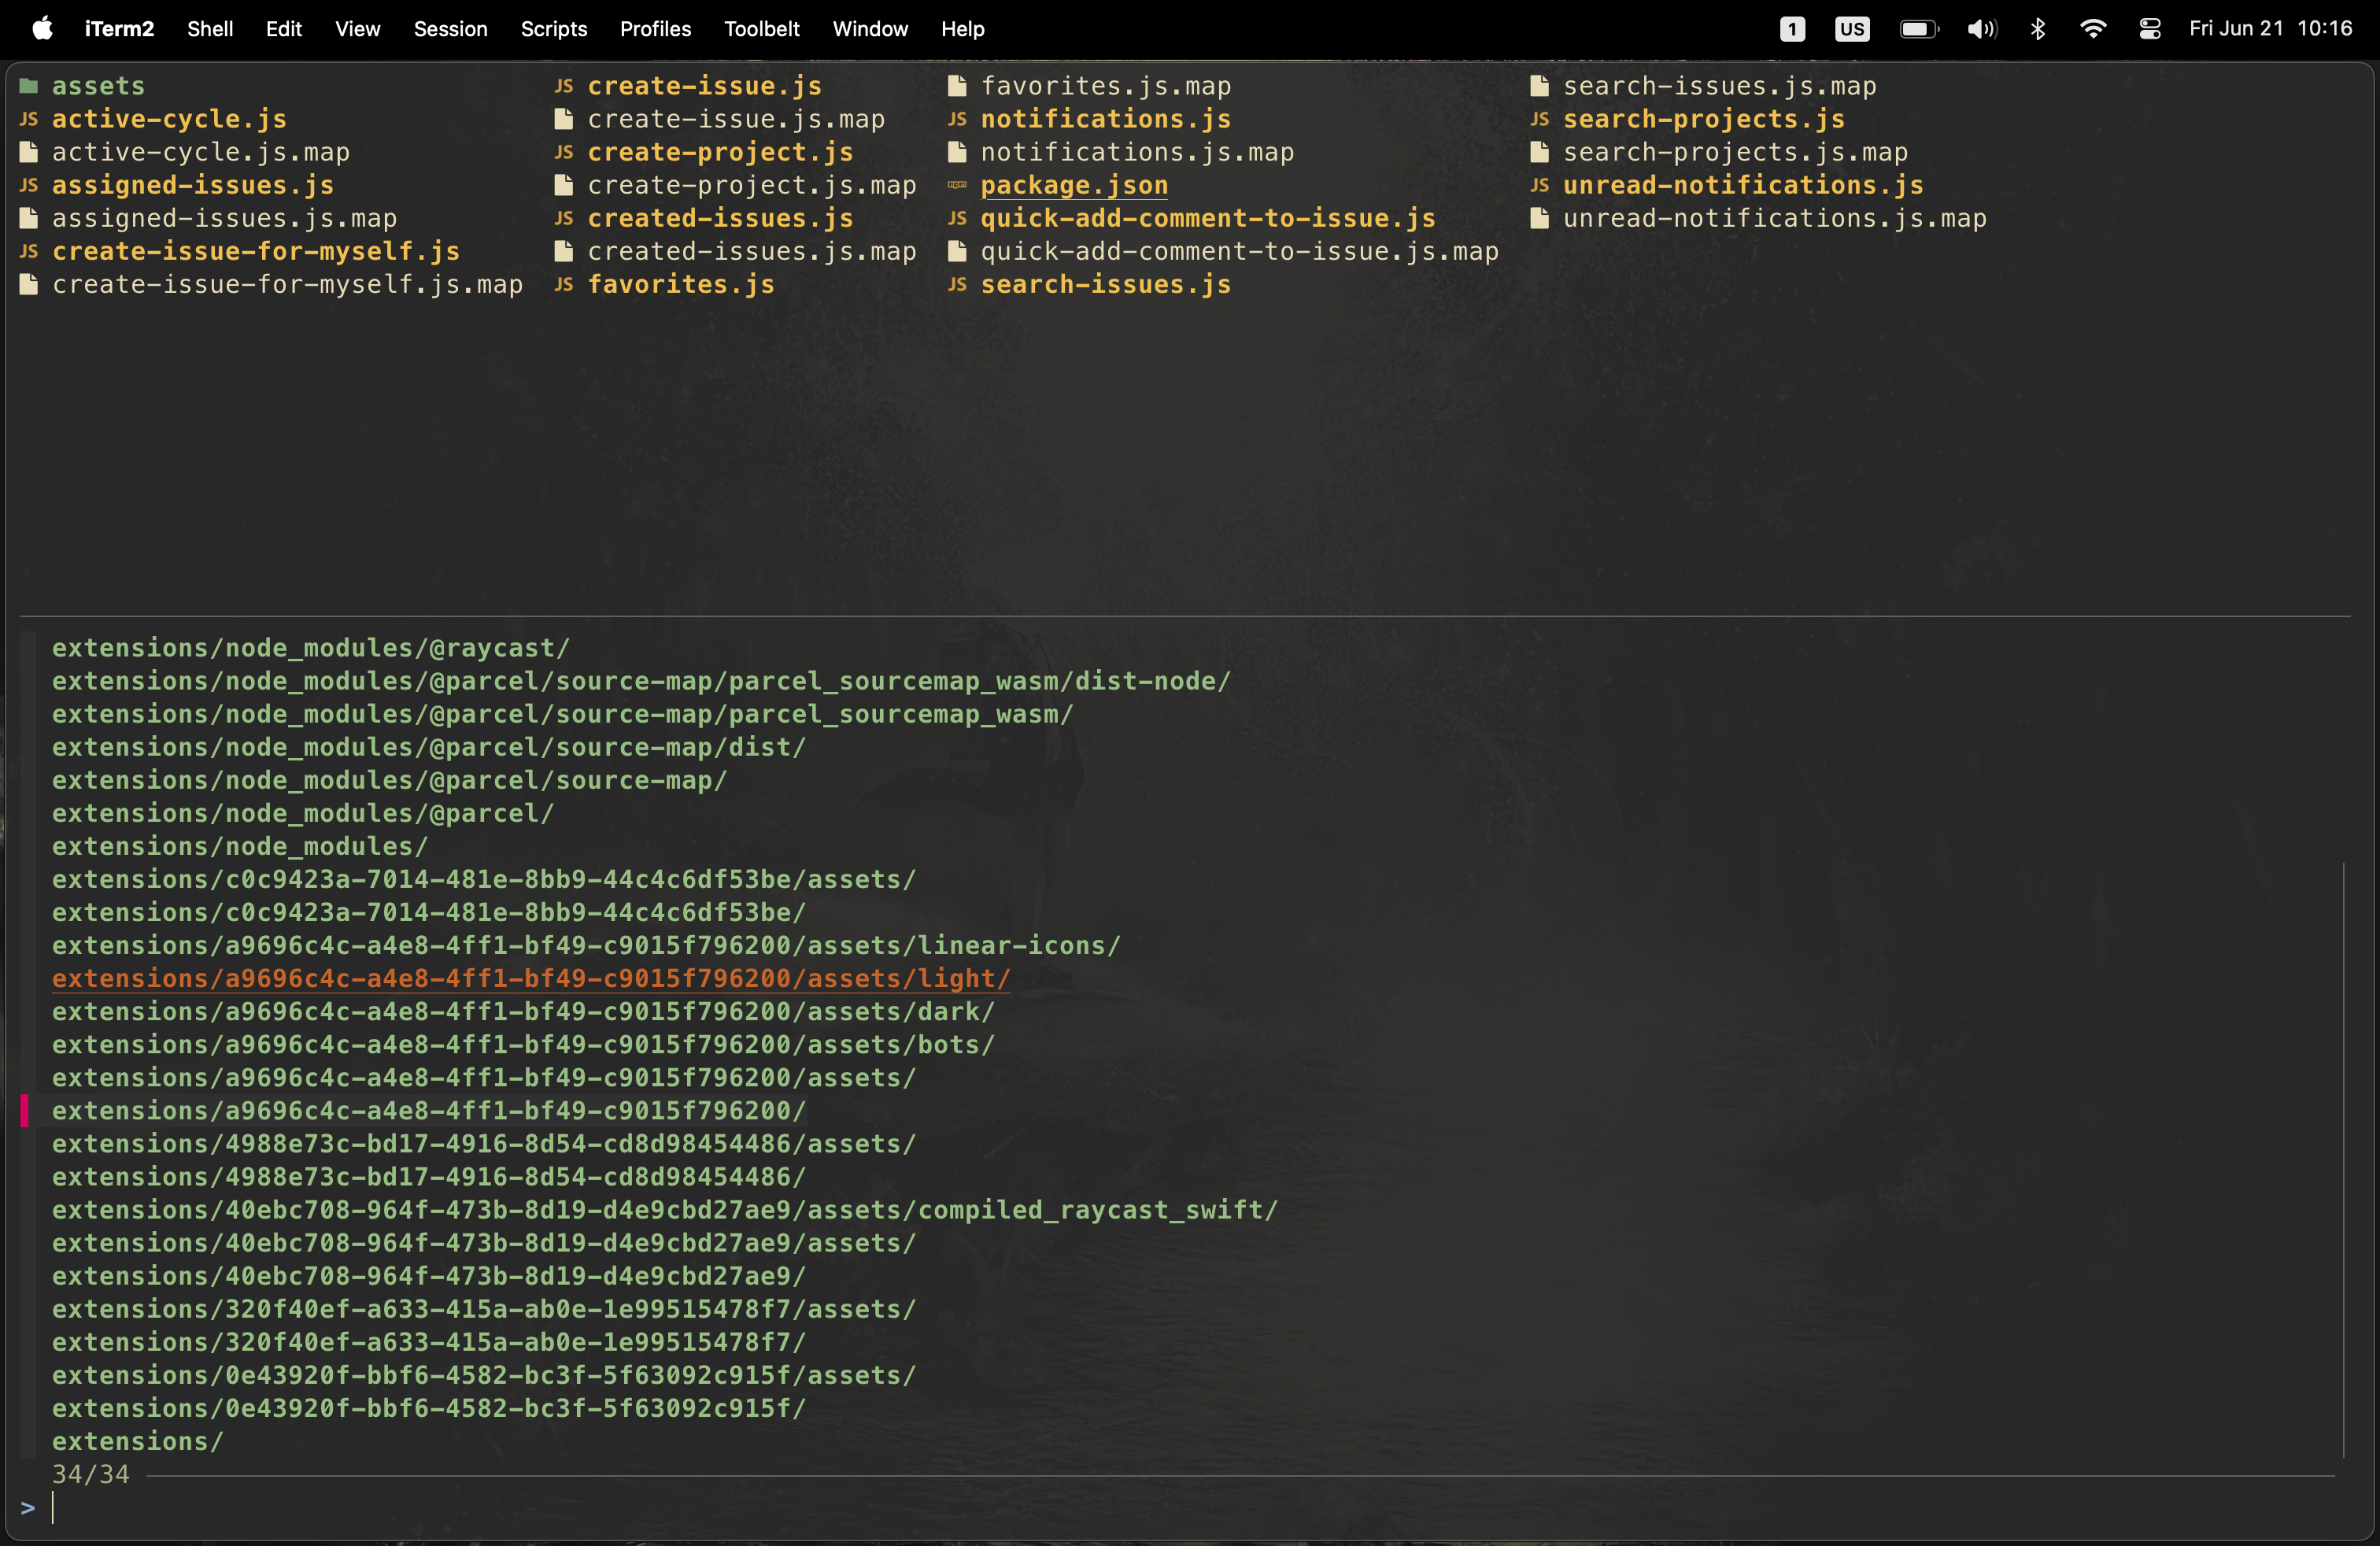 iTerm2 Shell Edit View Session Scripts Profiles Toolbelt Window Help 1 US Fri Jun 21 10:16
assets
JS active-cycle.js
active-cycle.js.map
JS assigned-issues.js
assigned-issues.js.map
JS create-issue-for-myself.js
create-issue-for-myself.js.map
JS create-issue.js
create-issue.js.map
JS create-project.js
create-project.js.map
JS created-issues.js
created-issues.js.map
JS favorites.js
favorites.js.map
JS notifications.js
notifications.js.map
package.json
JS quick-add-comment-to-issue.js
quick-add-comment-to-issue.js.map
JS search-issues.js
search-issues.js.map
JS search-projects.js
search-projects.js.map
JS unread-notifications.js
unread-notifications.js.map
extensions/node_modules/@raycast/
extensions/node_modules/@parcel/source-map/parcel_sourcemap_wasm/dist-node/
extensions/node_modules/@parcel/source-map/parcel_sourcemap_wasm/
extensions/node_modules/@parcel/source-map/dist/
extensions/node_modules/@parcel/source-map/
extensions/node_modules/@parcel/
extensions/node_modules/
extensions/c0c9423a-7014-481e-8bb9-44c4c6df53be/assets/
extensions/c0c9423a-7014-481e-8bb9-44c4c6df53be/
extensions/a9696c4c-a4e8-4ff1-bf49-c9015f796200/assets/linear-icons/
extensions/a9696c4c-a4e8-4ff1-bf49-c9015f796200/assets/light/
extensions/a9696c4c-a4e8-4ff1-bf49-c9015f796200/assets/dark/
extensions/a9696c4c-a4e8-4ff1-bf49-c9015f796200/assets/bots/
extensions/a9696c4c-a4e8-4ff1-bf49-c9015f796200/assets/
extensions/a9696c4c-a4e8-4ff1-bf49-c9015f796200/
extensions/4988e73c-bd17-4916-8d54-cd8d98454486/assets/
extensions/4988e73c-bd17-4916-8d54-cd8d98454486/
extensions/40ebc708-964f-473b-8d19-d4e9cbd27ae9/assets/compiled_raycast_swift/
extensions/40ebc708-964f-473b-8d19-d4e9cbd27ae9/assets/
extensions/40ebc708-964f-473b-8d19-d4e9cbd27ae9/
extensions/320f40ef-a633-415a-ab0e-1e99515478f7/assets/
extensions/320f40ef-a633-415a-ab0e-1e99515478f7/
extensions/0e43920f-bbf6-4582-bc3f-5f63092c915f/assets/
extensions/0e43920f-bbf6-4582-bc3f-5f63092c915f/
extensions/
34/34
>